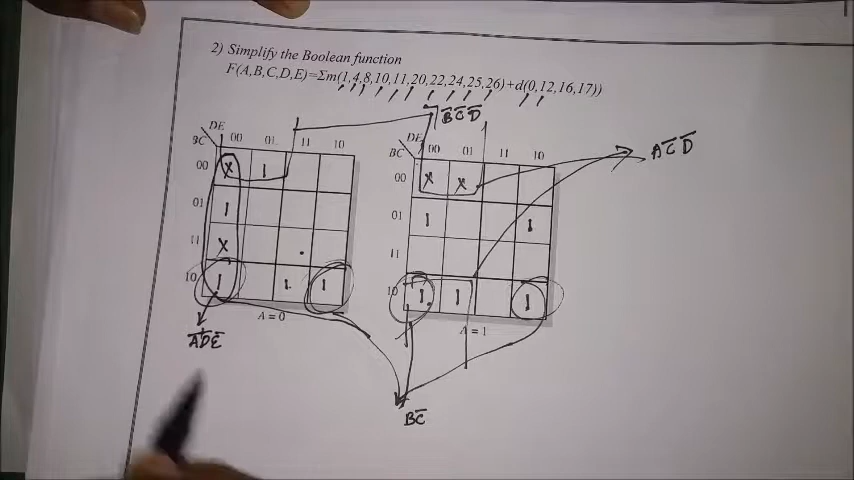 2) Simplify the Boolean function
F(A,B,C,D,E)=Σm(1,4,8,10,11,20,22,24,25,26)+d(0,12,16,17))
B̅C̅D̅
DE DE
BC 00 01 11 10 BC 00 01 11 10
AC̅D̅
00 X 1 00 X X
01 1 01 1 1
11 X 11
10 1 1 1 10 1 1 1
A = 0 A = 1
A̅D̅E̅
BC̅